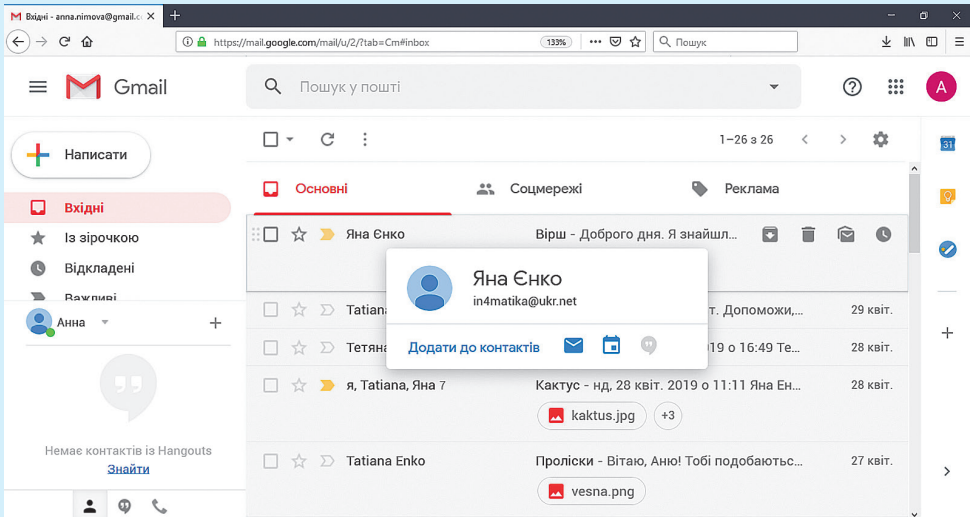 Вхідні - anna.nimova@gmail.c
https://mail.google.com/mail/u/2/?tab=Cm#inbox
133%
Пошук
Gmail
Пошук у пошті
A
Написати
1–26 з 26
31
Основні
Соцмережі
Реклама
Вхідні
Із зірочкою
Відкладені
Важливі
Яна Єнко
Вірш - Доброго дня. Я знайшл...
Яна Єнко
in4matika@ukr.net
Додати до контактів
Tatian
т. Допоможи,...
29 квіт.
Тетян
19 о 16:49 Те...
28 квіт.
я, Tatiana, Яна 7
Кактус - нд, 28 квіт. 2019 о 11:11 Яна Ен...
28 квіт.
kaktus.jpg
+3
Tatiana Enko
Проліски - Вітаю, Аню! Тобі подобаютьс...
27 квіт.
vesna.png
Анна
Немає контактів із Hangouts
Знайти